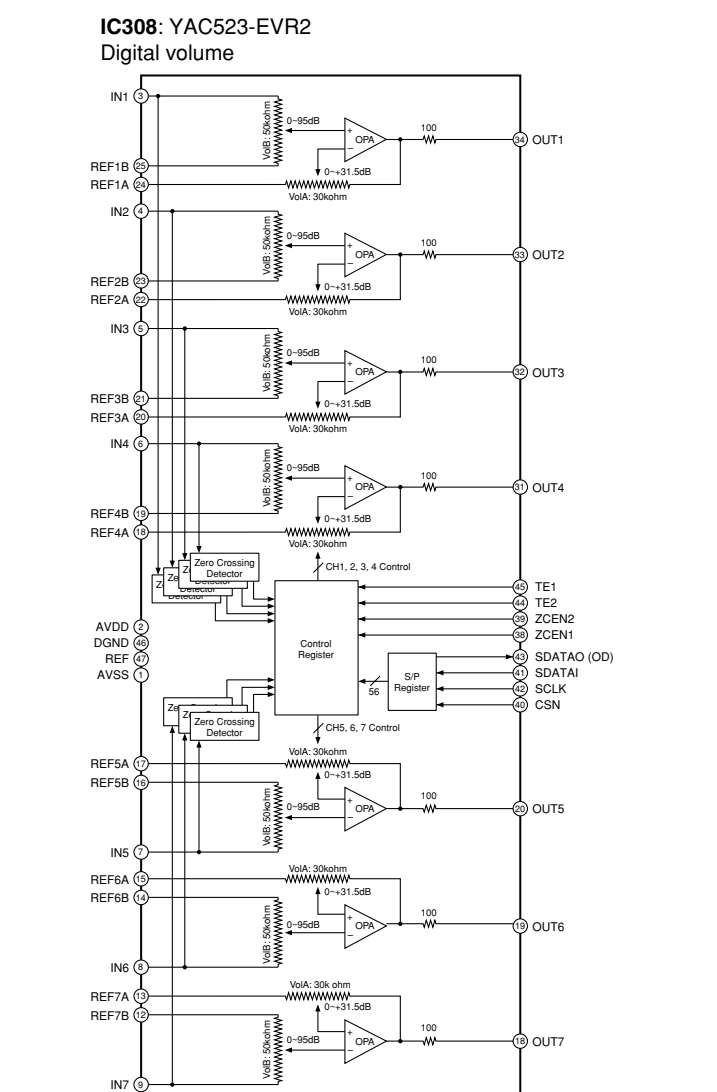 IC308: YAC523-EVR2
Digital volume
IN1 3
VolB: 50kohm
0~95dB
+
−
OPA
100
34 OUT1
REF1B 25
0~+31.5dB
REF1A 24
VolA: 30kohm
IN2 4
VolB: 50kohm
0~95dB
+
−
OPA
100
33 OUT2
REF2B 23
0~+31.5dB
REF2A 22
VolA: 30kohm
IN3 5
VolB: 50kohm
0~95dB
+
−
OPA
100
32 OUT3
REF3B 21
0~+31.5dB
REF3A 20
VolA: 30kohm
IN4 6
VolB: 50kohm
0~95dB
+
−
OPA
100
31 OUT4
REF4B 19
0~+31.5dB
REF4A 18
VolA: 30kohm
Zero Crossing
Detector
Ze
Detector
Z
Detector
Z
Detector
CH1, 2, 3, 4 Control
45 TE1
44 TE2
39 ZCEN2
38 ZCEN1
AVDD 2
DGND 46
REF 47
AVSS 1
Control
Register
56
S/P
Register
43 SDATAO (OD)
41 SDATAI
42 SCLK
40 CSN
Ze
Z
Zero Crossing
Detector
CH5, 6, 7 Control
VolA: 30kohm
REF5A 17
0~+31.5dB
REF5B 16
VolB: 50kohm
0~95dB
+
−
OPA
100
20 OUT5
IN5 7
VolA: 30kohm
REF6A 15
0~+31.5dB
REF6B 14
VolB: 50kohm
0~95dB
+
−
OPA
100
19 OUT6
IN6 8
VolA: 30k ohm
REF7A 13
0~+31.5dB
REF7B 12
VolB: 50kohm
0~95dB
+
−
OPA
100
18 OUT7
IN7 9